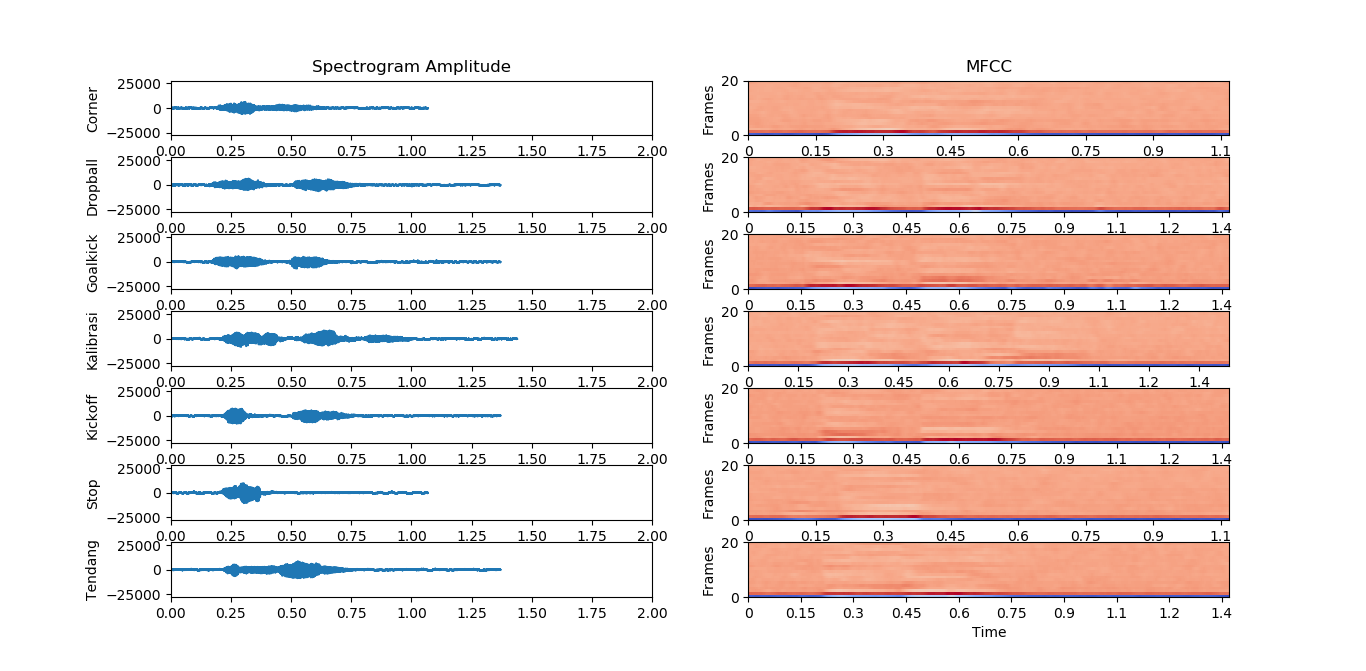 Spectrogram Amplitude MFCC
25000 20
Corner 0 Frames
−25000 0
0.00 0.25 0.50 0.75 1.00 1.25 1.50 1.75 2.00 0 0.15 0.3 0.45 0.6 0.75 0.9 1.1
25000 20
Dropball 0 Frames
−25000 0
0.00 0.25 0.50 0.75 1.00 1.25 1.50 1.75 2.00 0 0.15 0.3 0.45 0.6 0.75 0.9 1.1 1.2 1.4
25000 20
Goalkick 0 Frames
−25000 0
0.00 0.25 0.50 0.75 1.00 1.25 1.50 1.75 2.00 0 0.15 0.3 0.45 0.6 0.75 0.9 1.1 1.2 1.4
25000 20
Kalibrasi 0 Frames
−25000 0
0.00 0.25 0.50 0.75 1.00 1.25 1.50 1.75 2.00 0 0.15 0.3 0.45 0.6 0.75 0.9 1.1 1.2 1.4
25000 20
Kickoff 0 Frames
−25000 0
0.00 0.25 0.50 0.75 1.00 1.25 1.50 1.75 2.00 0 0.15 0.3 0.45 0.6 0.75 0.9 1.1 1.2 1.4
25000 20
Stop 0 Frames
−25000 0
0.00 0.25 0.50 0.75 1.00 1.25 1.50 1.75 2.00 0 0.15 0.3 0.45 0.6 0.75 0.9 1.1
25000 20
Tendang 0 Frames
−25000 0
0.00 0.25 0.50 0.75 1.00 1.25 1.50 1.75 2.00 0 0.15 0.3 0.45 0.6 0.75 0.9 1.1 1.2 1.4
Time